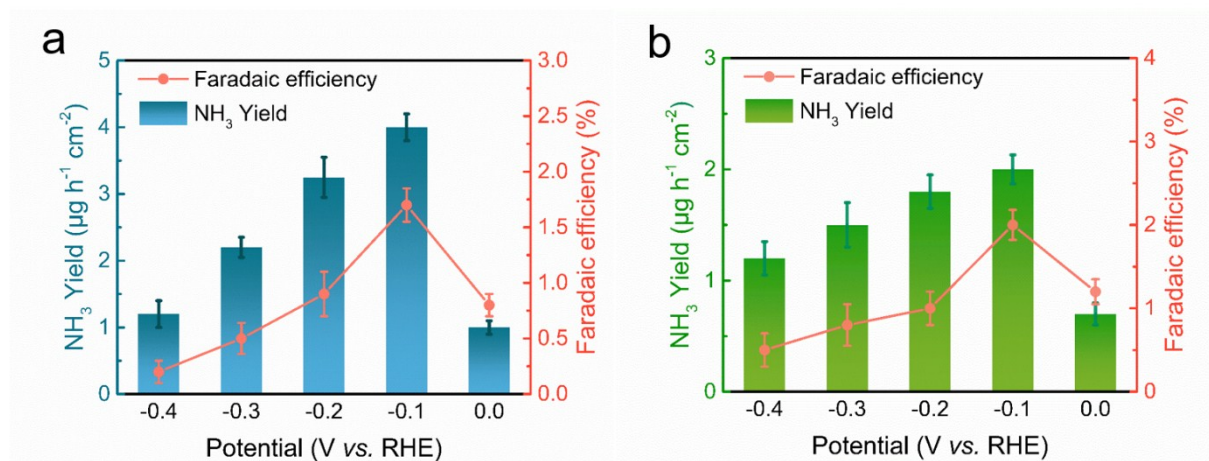 a
NH₃ Yield (µg h⁻¹ cm⁻²)
5
4
3
2
1
0
Faradaic efficiency
NH₃ Yield
3.0
2.5
2.0
1.5
1.0
0.5
0.0
Faradaic efficiency (%)
-0.4 -0.3 -0.2 -0.1 0.0
Potential (V vs. RHE)
b
NH₃ Yield (µg h⁻¹ cm⁻²)
3
2
1
0
Faradaic efficiency
NH₃ Yield
4
3
2
1
0
Faradaic efficiency (%)
-0.4 -0.3 -0.2 -0.1 0.0
Potential (V vs. RHE)